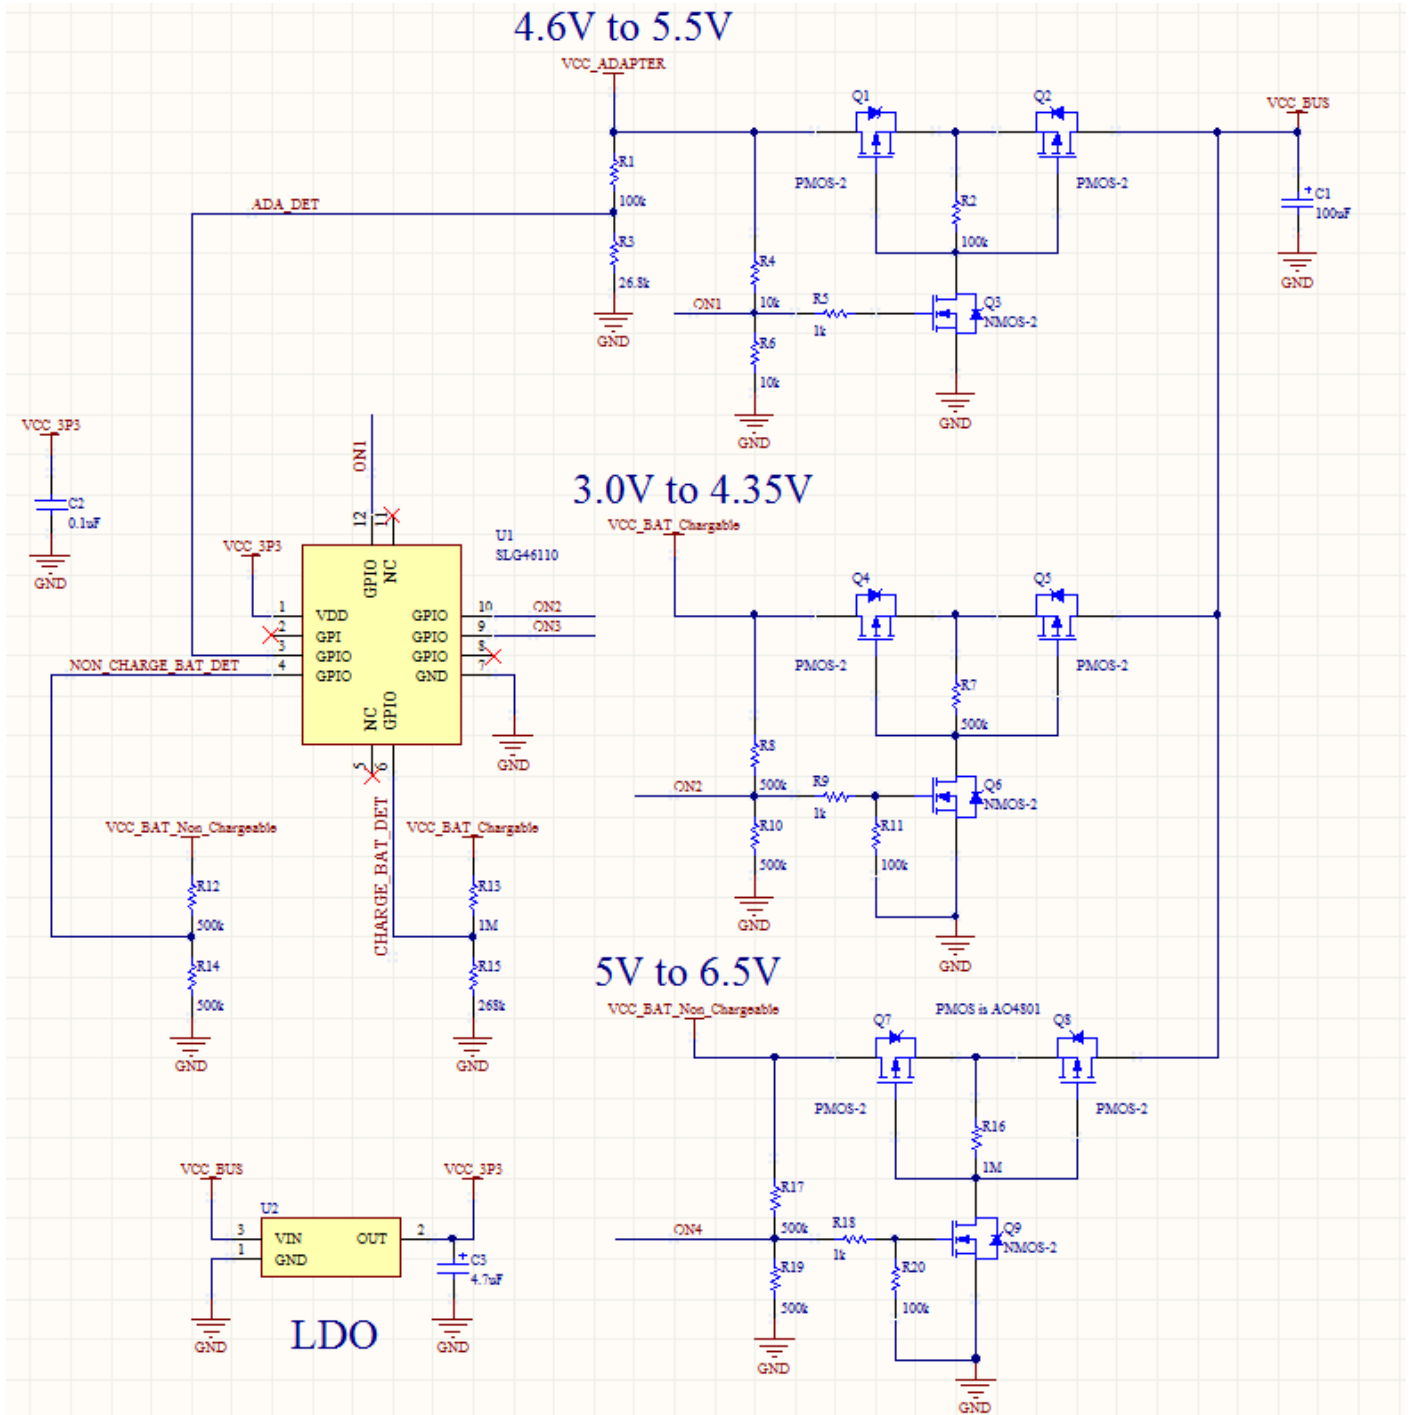 4.6V to 5.5V
VCC_ADAPTER
Q1
Q2
VCC_BUS
R1
100k
PMOS-2
R2
100k
PMOS-2
C1
100uF
GND
ADA_DET
R3
26.8k
GND
R4
10k
ON1
R5
1k
Q3
NMOS-2
R6
10k
GND
GND
VCC_3P3
C2
0.1uF
GND
ON1
12
11
GPIO
NC
U1
SLG46110
VCC_3P3
1
VDD
GPIO
10
ON2
2
GPI
GPIO
9
ON3
3
GPIO
GPIO
8
NON_CHARGE_BAT_DET
4
GPIO
GND
7
NC
GPIO
5
6
GND
CHARGE_BAT_DET
3.0V to 4.35V
VCC_BAT_Chargable
Q4
Q5
PMOS-2
R7
500k
PMOS-2
R8
500k
ON2
R9
1k
Q6
NMOS-2
R10
500k
R11
100k
GND
GND
VCC_BAT_Non_Chargeable
R12
500k
R14
500k
GND
VCC_BAT_Chargable
R13
1M
R15
268k
GND
5V to 6.5V
VCC_BAT_Non_Chargeable
PMOS is AO4801
Q7
Q8
PMOS-2
R16
1M
PMOS-2
R17
500k
ON4
R18
1k
Q9
NMOS-2
R19
500k
R20
100k
GND
GND
VCC_BUS
VCC_3P3
U2
3
VIN
OUT
2
1
GND
C3
4.7uF
GND
GND
LDO